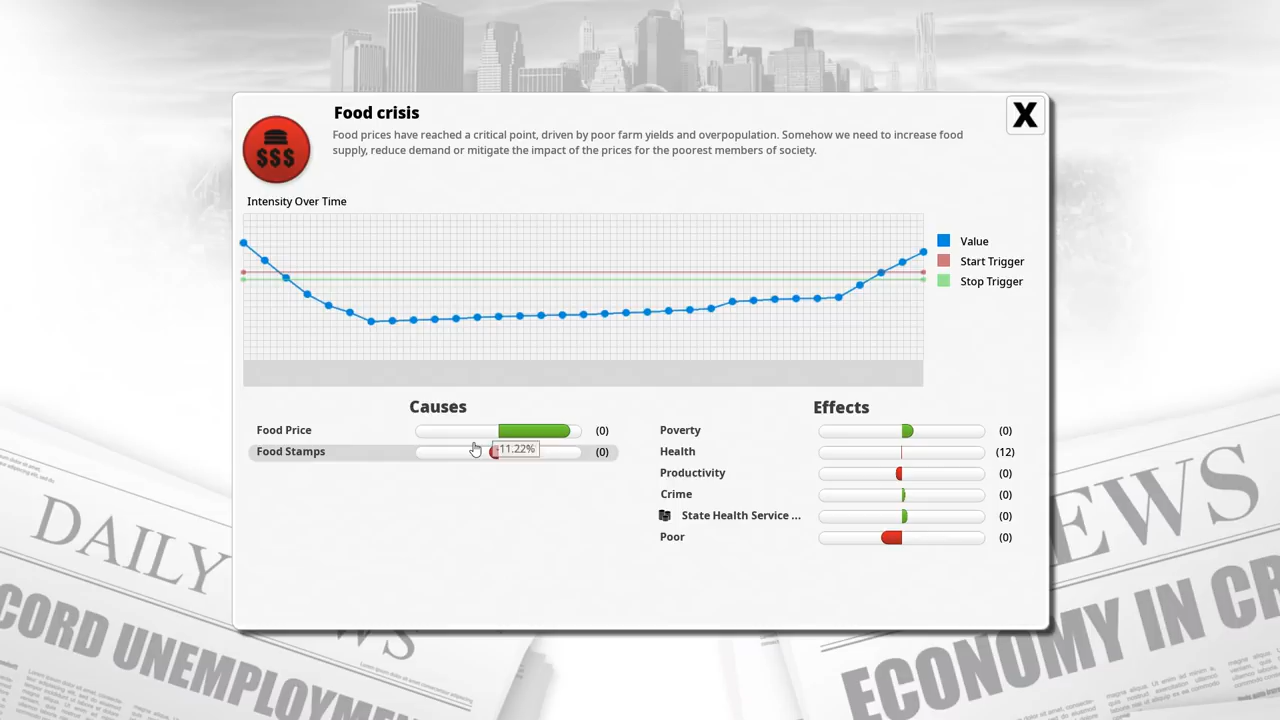 Food crisis
X
Food prices have reached a critical point, driven by poor farm yields and overpopulation. Somehow we need to increase food
supply, reduce demand or mitigate the impact of the prices for the poorest members of society.
$$$
Intensity Over Time
Value
Start Trigger
Stop Trigger
Causes
Food Price (0)
Food Stamps -11.22% (0)
Effects
Poverty (0)
Health (12)
Productivity (0)
Crime (0)
State Health Service ... (0)
Poor (0)
DAILY
WS
CORD UNEMPLOYME
EWS
ECONOMY IN CR